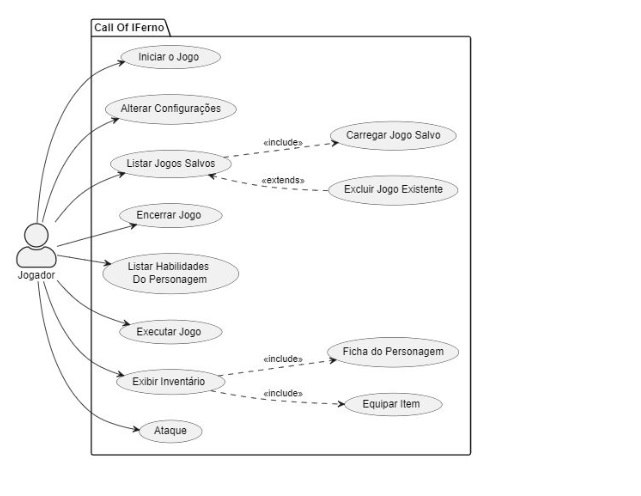 Call Of IFerno
Iniciar o Jogo
Alterar Configurações
Listar Jogos Salvos
«include»
Carregar Jogo Salvo
«extends»
Excluir Jogo Existente
Encerrar Jogo
Jogador
Listar Habilidades
Do Personagem
Executar Jogo
Exibir Inventário
«include»
Ficha do Personagem
«include»
Equipar Item
Ataque